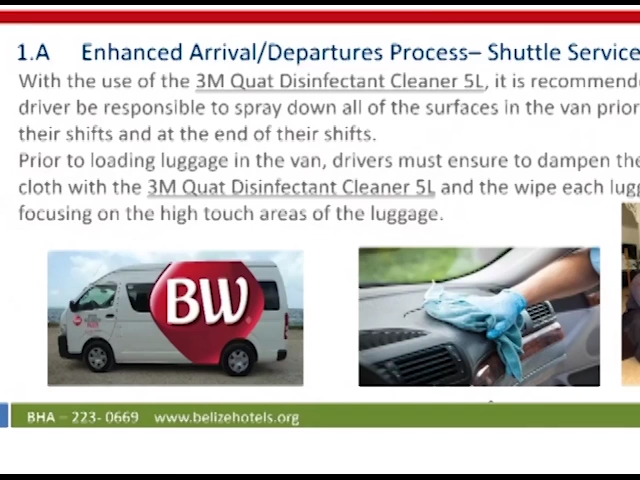 1.A Enhanced Arrival/Departures Process– Shuttle Service
With the use of the 3M Quat Disinfectant Cleaner 5L, it is recommend
driver be responsible to spray down all of the surfaces in the van prior
their shifts and at the end of their shifts.
Prior to loading luggage in the van, drivers must ensure to dampen the
cloth with the 3M Quat Disinfectant Cleaner 5L and the wipe each lugg
focusing on the high touch areas of the luggage.
BW
BHA – 223- 0669 www.belizehotels.org